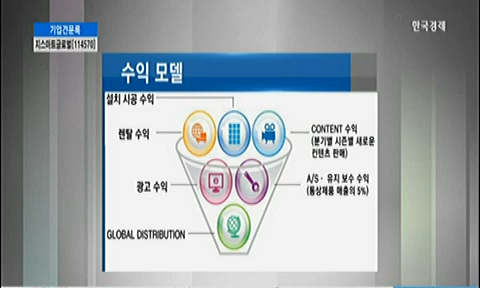 기업견문록
지스마트글로벌[114570]
한국경제
수익 모델
설치 시공 수익
렌탈 수익
CONTENT 수익
(분기별 시즌별 새로운
컨텐츠 판매)
광고 수익
A/S · 유지 보수 수익
(통상제품 매출의 5%)
GLOBAL DISTRIBUTION